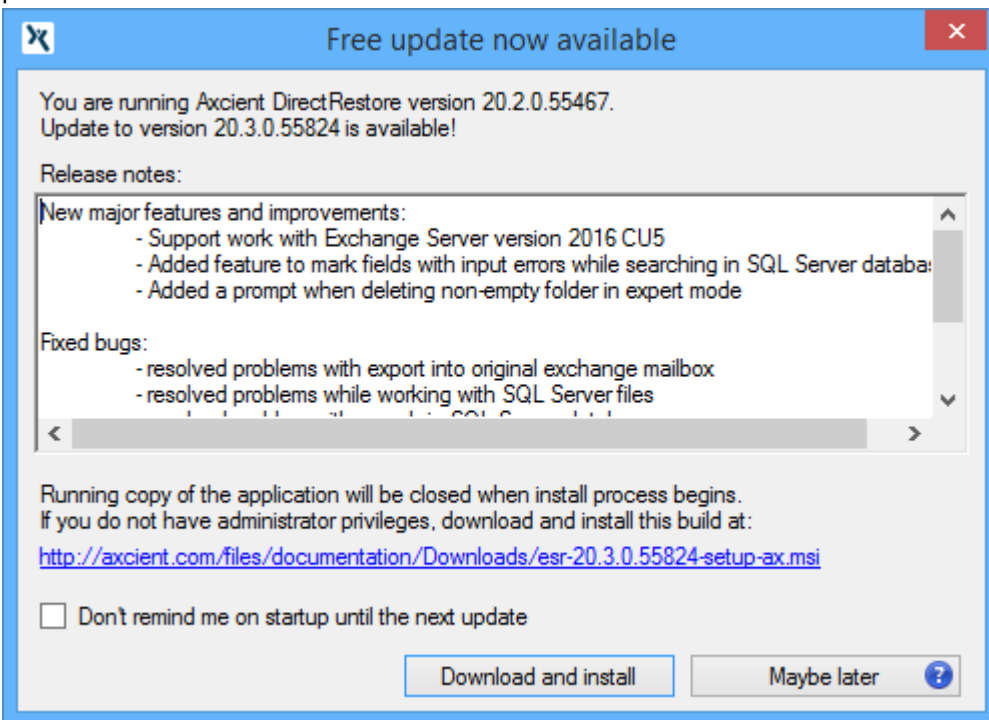 Free update now available
You are running Axcient DirectRestore version 20.2.0.55467.
Update to version 20.3.0.55824 is available!
Release notes:
New major features and improvements:
- Support work with Exchange Server version 2016 CU5
- Added feature to mark fields with input errors while searching in SQL Server
- Added a prompt when deleting non-empty folder in expert mode
Fixed bugs:
- resolved problems with export into original exchange mailbox
- resolved problems while working with SQL Server files
Running copy of the application will be closed when install process begins.
If you do not have administrator privileges, download and install this build at:
http://axcient.com/files/documentation/Downloads/esr-20.3.0.55824-setup-ax.msi
Don't remind me on startup until the next update
Download and install
Maybe later